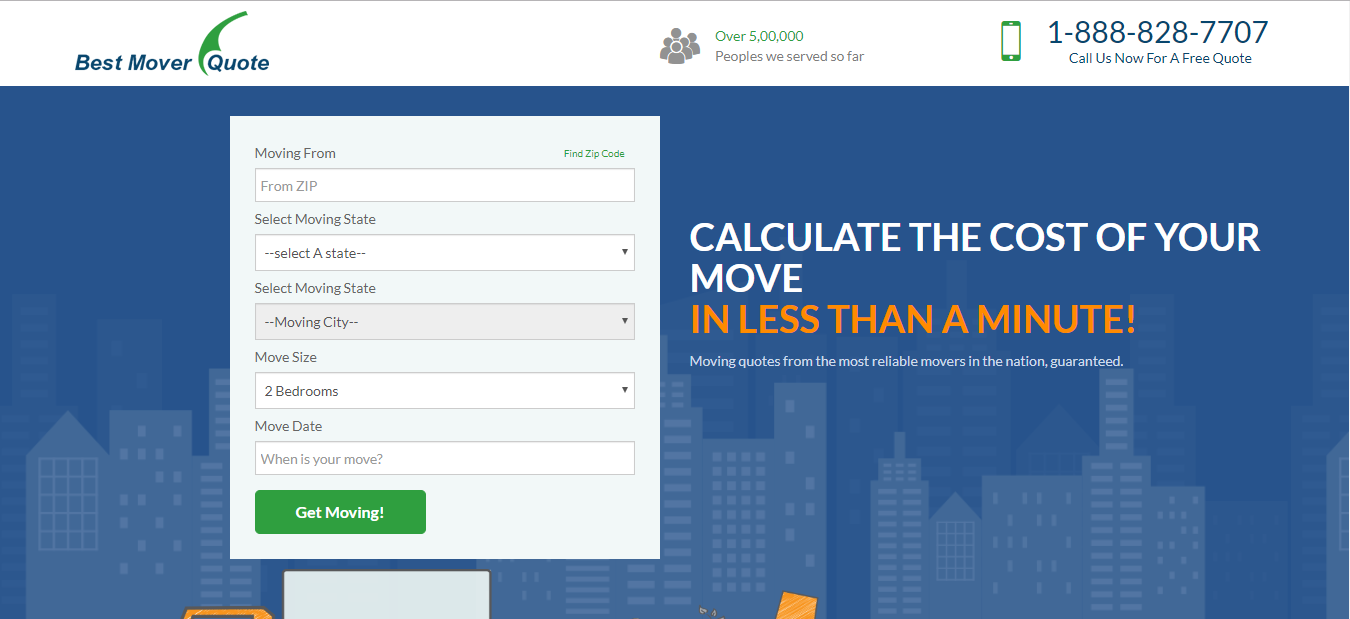 Best Mover Quote
Over 5,00,000
Peoples we served so far
1-888-828-7707
Call Us Now For A Free Quote
Moving From
Find Zip Code
From ZIP
Select Moving State
--select A state--
Select Moving State
--Moving City--
Move Size
2 Bedrooms
Move Date
When is your move?
Get Moving!
CALCULATE THE COST OF YOUR
MOVE
IN LESS THAN A MINUTE!
Moving quotes from the most reliable movers in the nation, guaranteed.